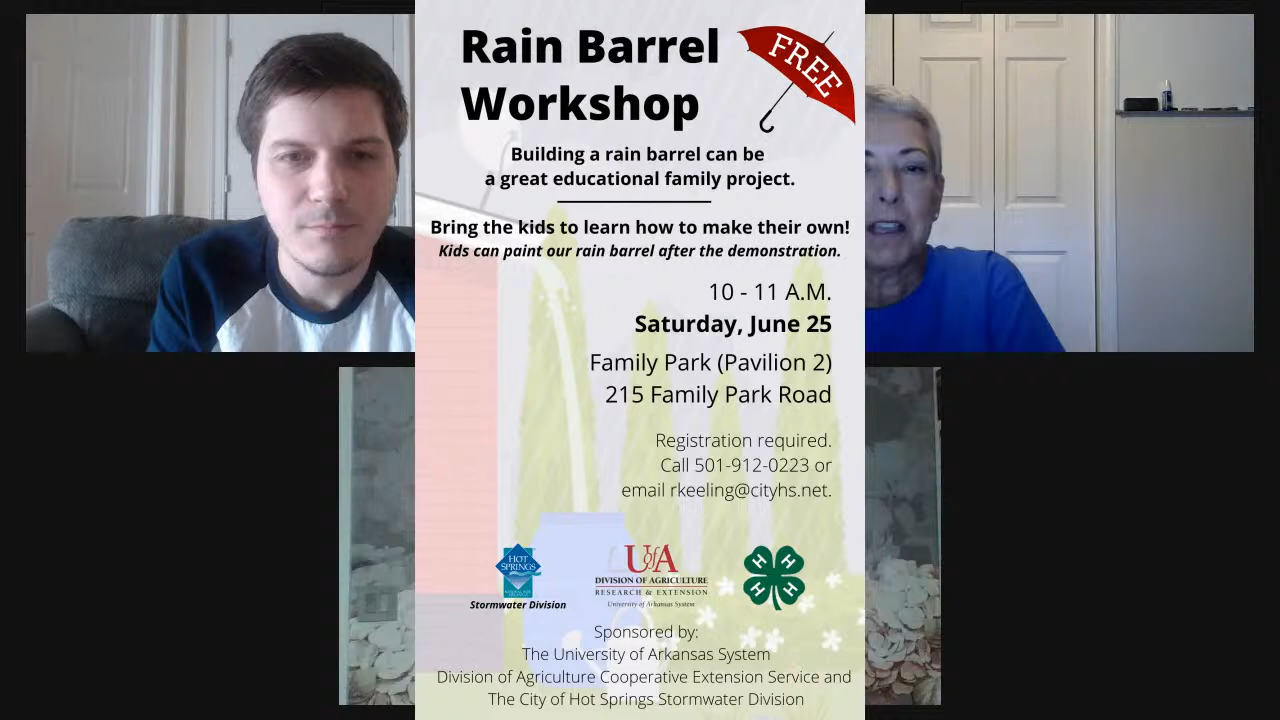 Rain Barrel
Workshop
FREE
Building a rain barrel can be
a great educational family project.
Bring the kids to learn how to make their own!
Kids can paint our rain barrel after the demonstration.
10 - 11 A.M.
Saturday, June 25
Family Park (Pavilion 2)
215 Family Park Road
Registration required.
Call 501-912-0223 or
email rkeeling@cityhs.net.
HOT
SPRINGS
Stormwater Division
UofA
DIVISION OF AGRICULTURE
RESEARCH & EXTENSION
University of Arkansas System
H H
H H
Sponsored by:
The University of Arkansas System
Division of Agriculture Cooperative Extension Service and
The City of Hot Springs Stormwater Division